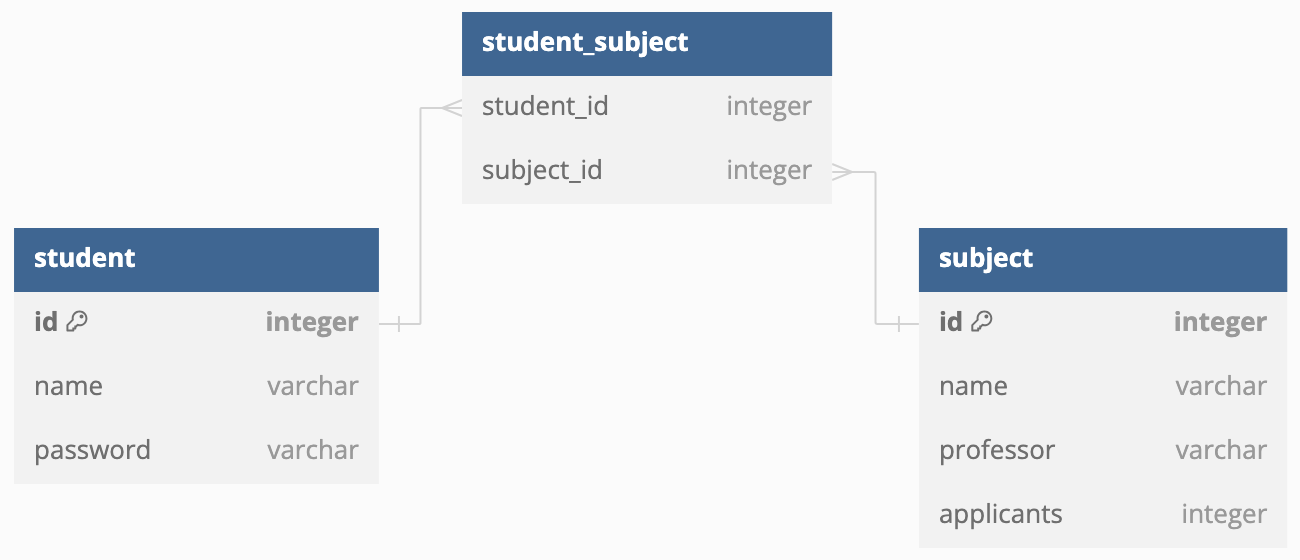 student_subject
student_id integer
subject_id integer
student
id integer
name varchar
password varchar
subject
id integer
name varchar
professor varchar
applicants integer